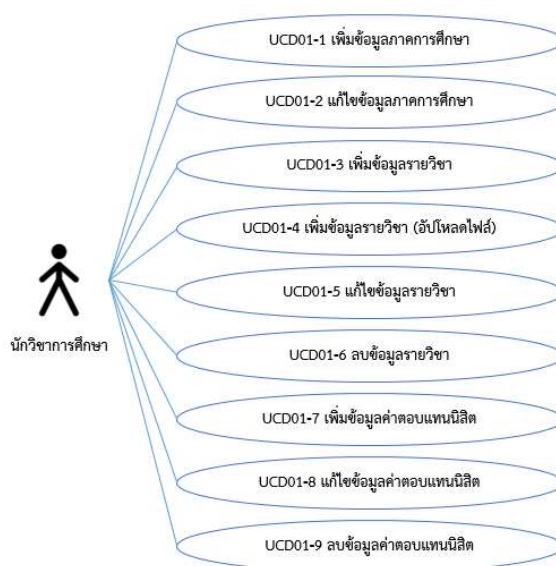 UCD01-1 เพิ่มข้อมูลภาคการศึกษา
UCD01-2 แก้ไขข้อมูลภาคการศึกษา
UCD01-3 เพิ่มข้อมูลรายวิชา
UCD01-4 เพิ่มข้อมูลรายวิชา (อัปโหลดไฟล์)
UCD01-5 แก้ไขข้อมูลรายวิชา
นักวิชาการศึกษา
UCD01-6 ลบข้อมูลรายวิชา
UCD01-7 เพิ่มข้อมูลค่าตอบแทนนิสิต
UCD01-8 แก้ไขข้อมูลค่าตอบแทนนิสิต
UCD01-9 ลบข้อมูลค่าตอบแทนนิสิต